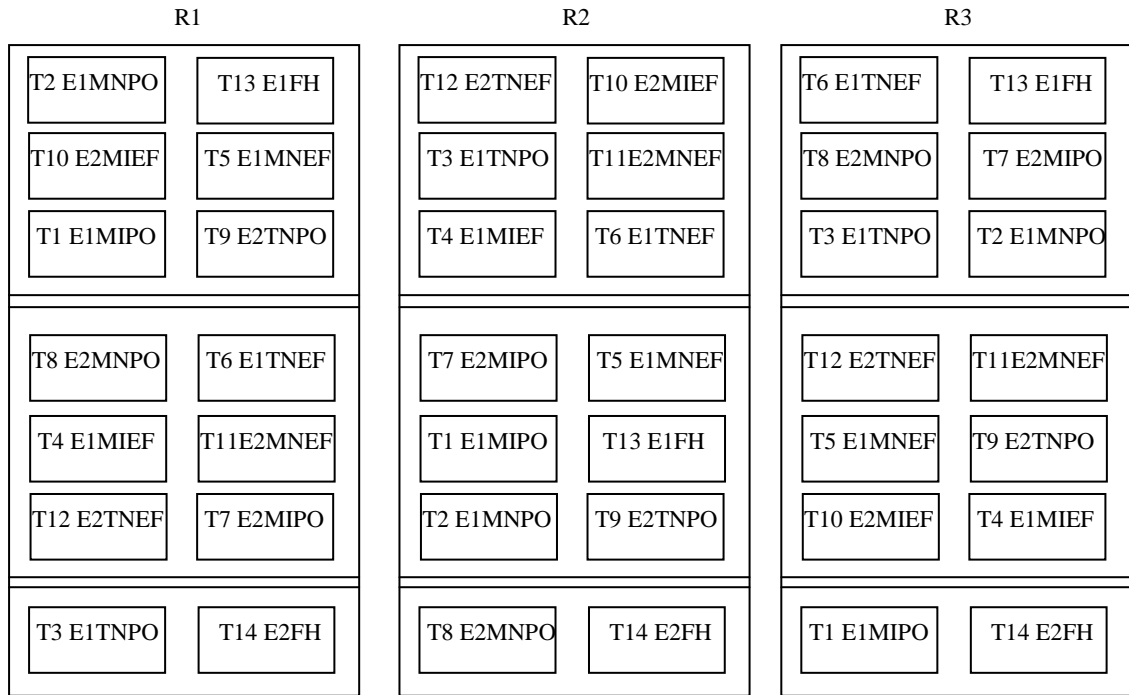 R1 R2 R3
T2 E1MNPO T13 E1FH T12 E2TNEF T10 E2MIEF T6 E1TNEF T13 E1FH
T10 E2MIEF T5 E1MNEF T3 E1TNPO T11E2MNEF T8 E2MNPO T7 E2MIPO
T1 E1MIPO T9 E2TNPO T4 E1MIEF T6 E1TNEF T3 E1TNPO T2 E1MNPO
T8 E2MNPO T6 E1TNEF T7 E2MIPO T5 E1MNEF T12 E2TNEF T11E2MNEF
T4 E1MIEF T11E2MNEF T1 E1MIPO T13 E1FH T5 E1MNEF T9 E2TNPO
T12 E2TNEF T7 E2MIPO T2 E1MNPO T9 E2TNPO T10 E2MIEF T4 E1MIEF
T3 E1TNPO T14 E2FH T8 E2MNPO T14 E2FH T1 E1MIPO T14 E2FH